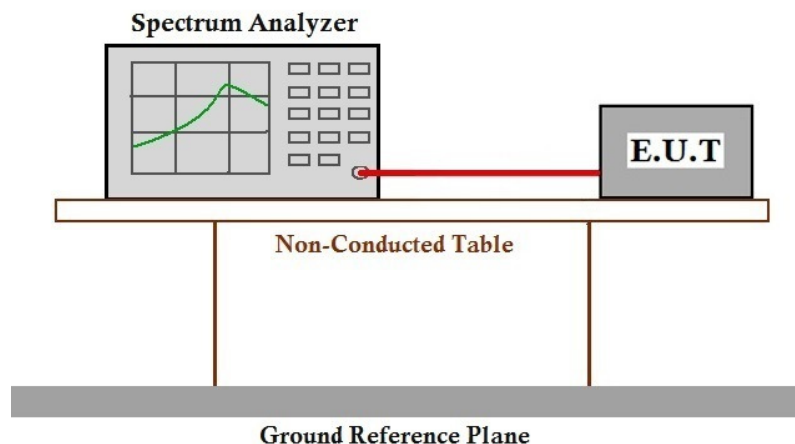 Spectrum Analyzer
E.U.T
Non-Conducted Table
Ground Reference Plane